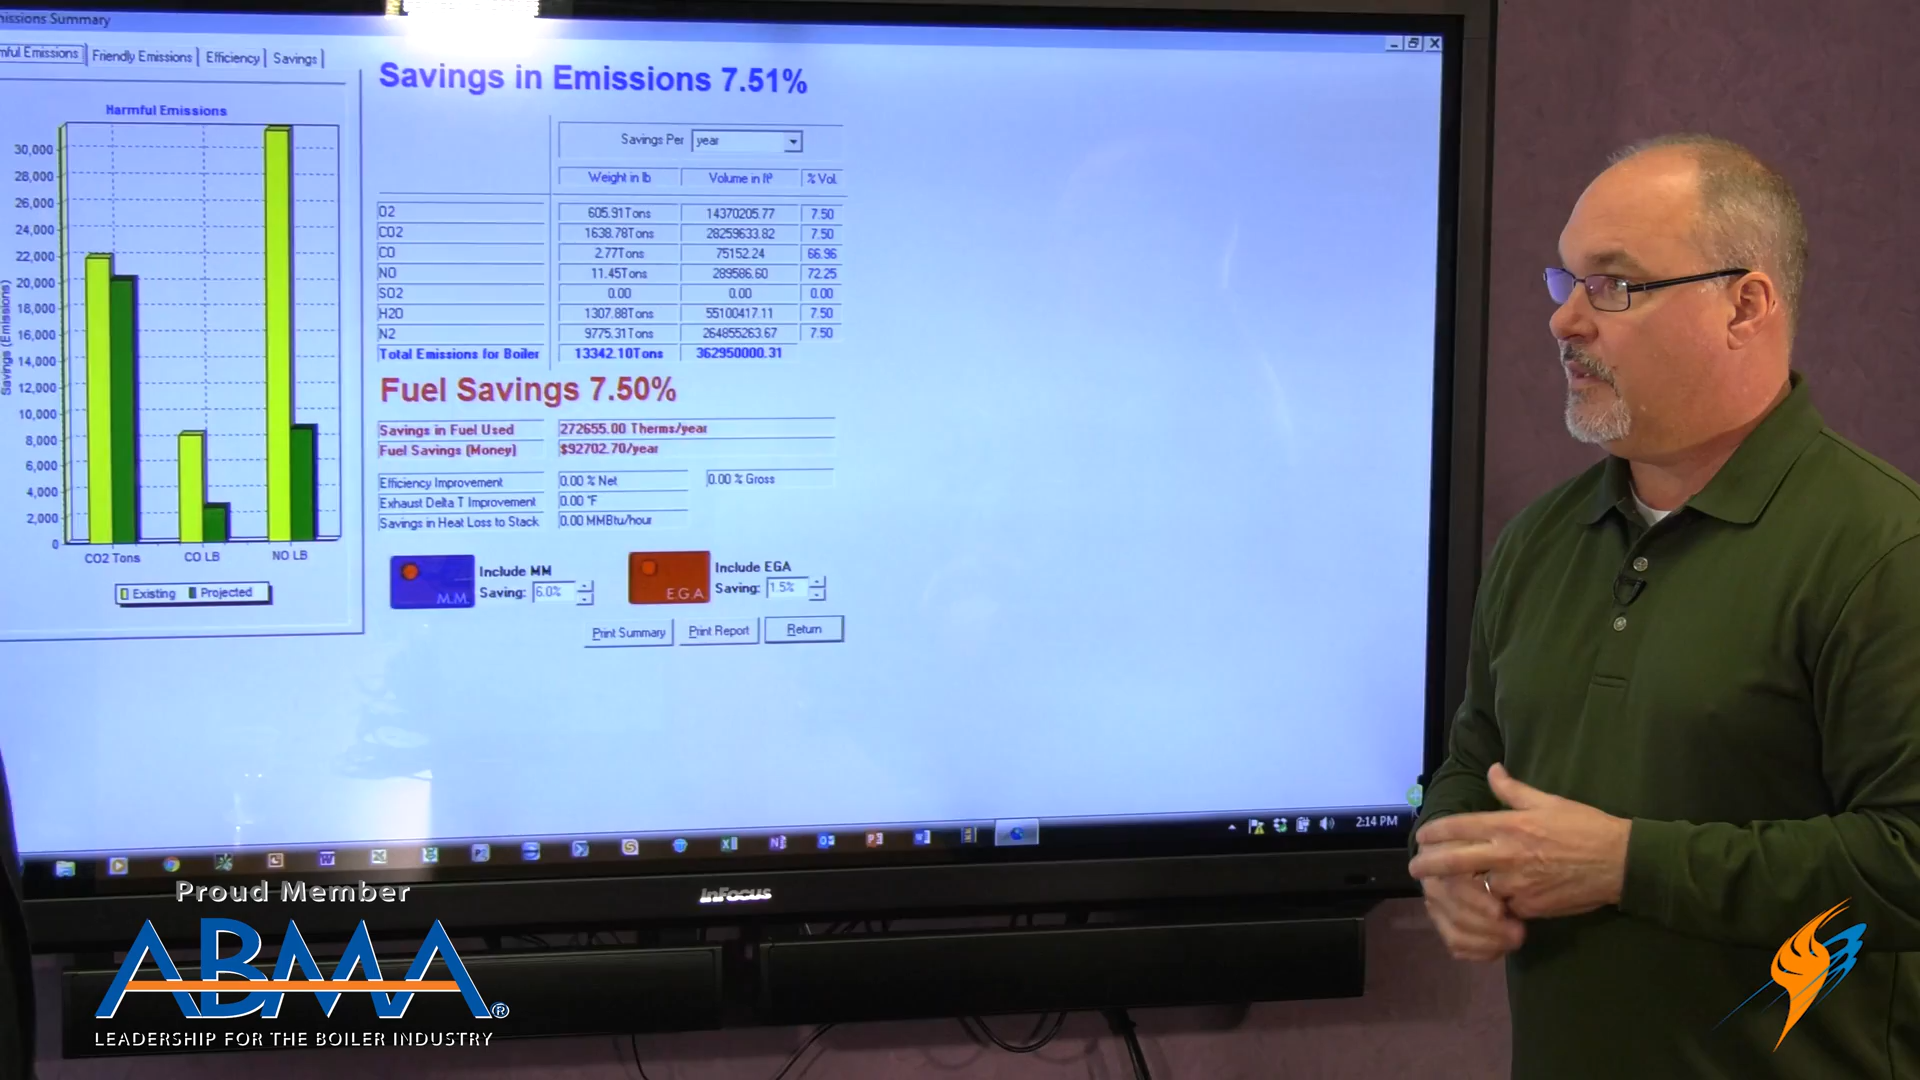 missions Summary
mful Emissions Friendly Emissions Efficiency Savings
Harmful Emissions
30,000
28,000
26,000
24,000
22,000
20,000
18,000
16,000
14,000
12,000
10,000
8,000
6,000
4,000
2,000
0
Savings (Emissions)
CO2 Tons CO LB NO LB
Existing Projected
Savings in Emissions 7.51%
Savings Per year
Weight in lb Volume in ft³ % Vol.
O2 605.91Tons 14370205.77 7.50
CO2 1638.78Tons 28259633.82 7.50
CO 2.77Tons 75152.24 66.96
NO 11.45Tons 289586.60 72.25
SO2 0.00 0.00 0.00
H2O 1307.88Tons 55100417.11 7.50
N2 9775.31Tons 264855263.67 7.50
Total Emissions for Boiler 13342.10Tons 362950000.31
Fuel Savings 7.50%
Savings in Fuel Used 272655.00 Therms/year
Fuel Savings (Money) $92702.70/year
Efficiency Improvement 0.00 % Net 0.00 % Gross
Exhaust Delta T Improvement 0.00 °F
Savings in Heat Loss to Stack 0.00 MMBtu/hour
M.M. Include MM
Saving: 6.0%
E.G.A Include EGA
Saving: 1.5%
Print Summary Print Report Return
2:14 PM
InFocus
Proud Member
ABMA®
LEADERSHIP FOR THE BOILER INDUSTRY